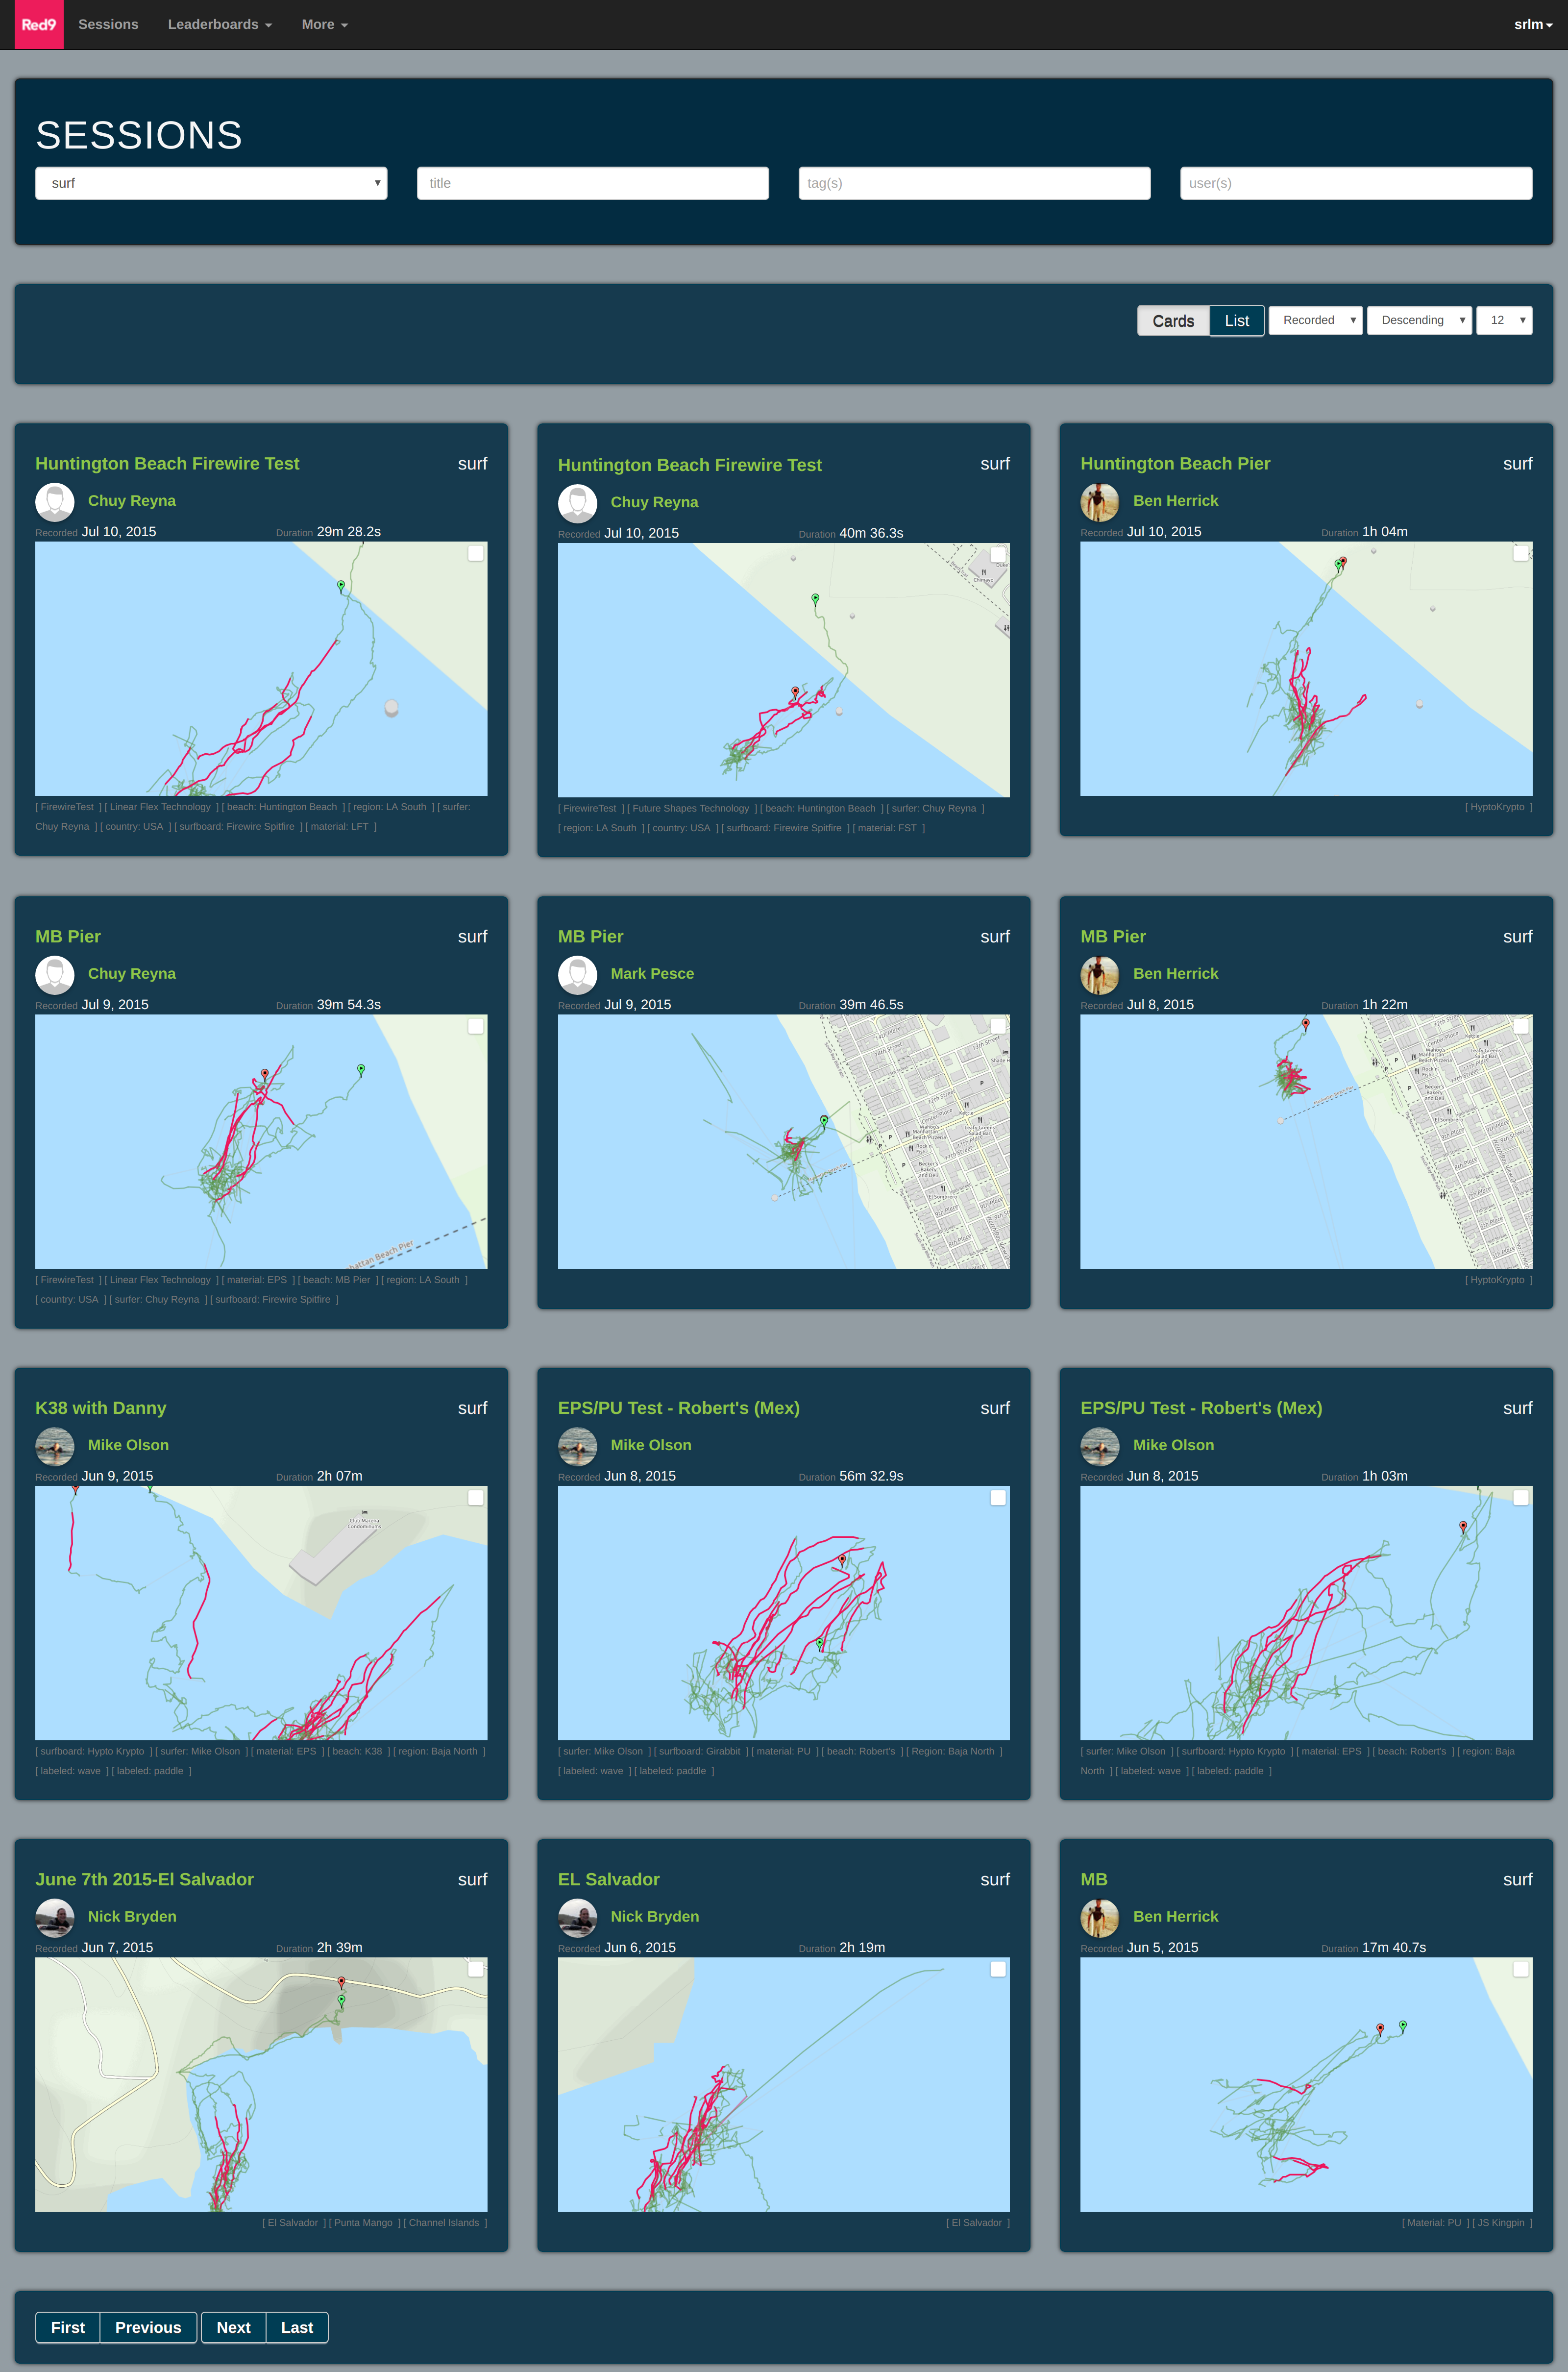 Red9 Sessions Leaderboards More srlm
SESSIONS
surf title tag(s) user(s)
Cards List Recorded Descending 12
Huntington Beach Firewire Test surf
Chuy Reyna
Recorded Jul 10, 2015 Duration 29m 28.2s
[ FirewireTest ] [ Linear Flex Technology ] [ beach: Huntington Beach ] [ region: LA South ] [ surfer:
Chuy Reyna ] [ country: USA ] [ surfboard: Firewire Spitfire ] [ material: LFT ]
Huntington Beach Firewire Test surf
Chuy Reyna
Recorded Jul 10, 2015 Duration 40m 36.3s
[ FirewireTest ] [ Future Shapes Technology ] [ beach: Huntington Beach ] [ surfer: Chuy Reyna ]
[ region: LA South ] [ country: USA ] [ surfboard: Firewire Spitfire ] [ material: FST ]
Huntington Beach Pier surf
Ben Herrick
Recorded Jul 10, 2015 Duration 1h 04m
[ HyptoKrypto ]
MB Pier surf
Chuy Reyna
Recorded Jul 9, 2015 Duration 39m 54.3s
hattan Beach Pier
[ FirewireTest ] [ Linear Flex Technology ] [ material: EPS ] [ beach: MB Pier ] [ region: LA South ]
[ country: USA ] [ surfer: Chuy Reyna ] [ surfboard: Firewire Spitfire ]
MB Pier surf
Mark Pesce
Recorded Jul 9, 2015 Duration 39m 46.5s
MB Pier surf
Ben Herrick
Recorded Jul 8, 2015 Duration 1h 22m
[ HyptoKrypto ]
K38 with Danny surf
Mike Olson
Recorded Jun 9, 2015 Duration 2h 07m
Club Marena
Condominiums
[ surfboard: Hypto Krypto ] [ surfer: Mike Olson ] [ material: EPS ] [ beach: K38 ] [ region: Baja North ]
[ labeled: wave ] [ labeled: paddle ]
EPS/PU Test - Robert's (Mex) surf
Mike Olson
Recorded Jun 8, 2015 Duration 56m 32.9s
[ surfer: Mike Olson ] [ surfboard: Girabbit ] [ material: PU ] [ beach: Robert's ] [ Region: Baja North ]
[ labeled: wave ] [ labeled: paddle ]
EPS/PU Test - Robert's (Mex) surf
Mike Olson
Recorded Jun 8, 2015 Duration 1h 03m
[ surfer: Mike Olson ] [ surfboard: Hypto Krypto ] [ material: EPS ] [ beach: Robert's ] [ region: Baja
North ] [ labeled: wave ] [ labeled: paddle ]
June 7th 2015-El Salvador surf
Nick Bryden
Recorded Jun 7, 2015 Duration 2h 39m
[ El Salvador ] [ Punta Mango ] [ Channel Islands ]
EL Salvador surf
Nick Bryden
Recorded Jun 6, 2015 Duration 2h 19m
[ El Salvador ]
MB surf
Ben Herrick
Recorded Jun 5, 2015 Duration 17m 40.7s
[ Material: PU ] [ JS Kingpin ]
First Previous Next Last